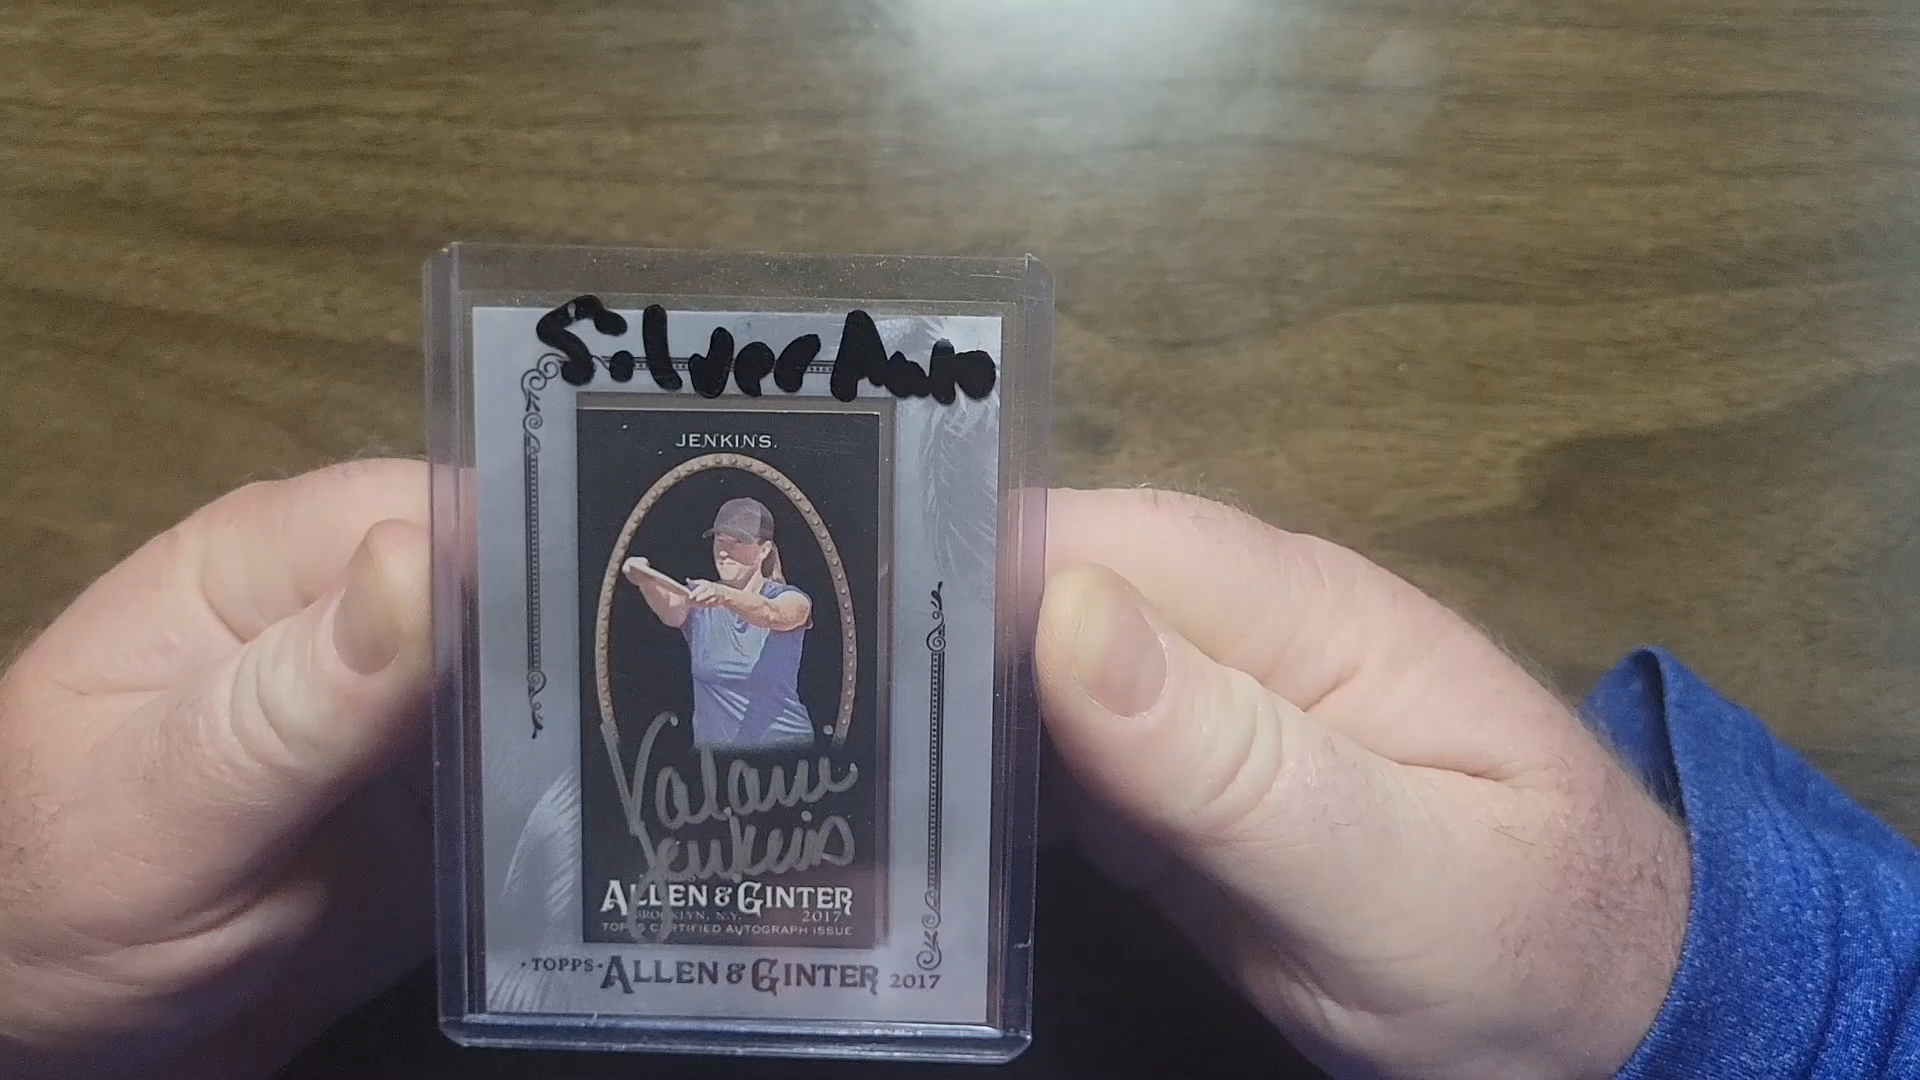 Silver Auto
JENKINS.
Valarie
Jenkins
ALLEN & GINTER
BROOKLYN, N.Y. 2017
TOPPS CERTIFIED AUTOGRAPH ISSUE
·TOPPS·ALLEN & GINTER 2017